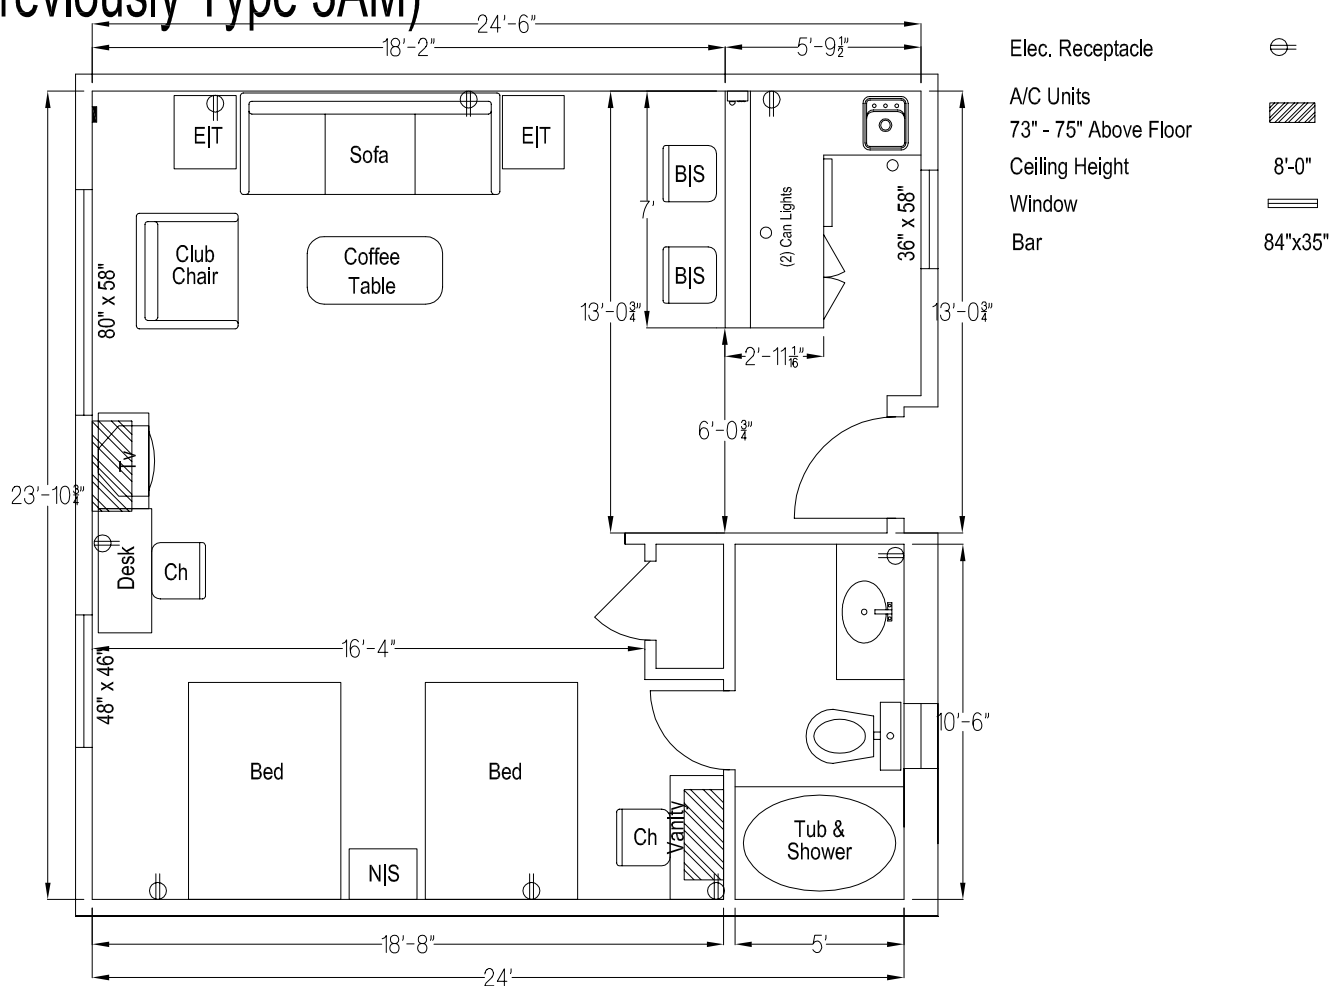 reviously Type 5AM)
24'-6"
18'-2"
5'-9½"
Elec. Receptacle
A/C Units
73" - 75" Above Floor
Ceiling Height 8'-0"
Window
Bar 84"x35"
E|T
Sofa
E|T
B|S
7'
(2) Can Lights
36" x 58"
Club
Chair
Coffee
Table
B|S
80" x 58"
13'-0¾"
13'-0¾"
2'-11 1/16"
6'-0¾"
Tv
23'-10¾"
Desk
Ch
16'-4"
48" x 46"
10'-6"
Bed
Bed
Ch
Vanity
Tub &
Shower
N|S
18'-8"
5'
24'